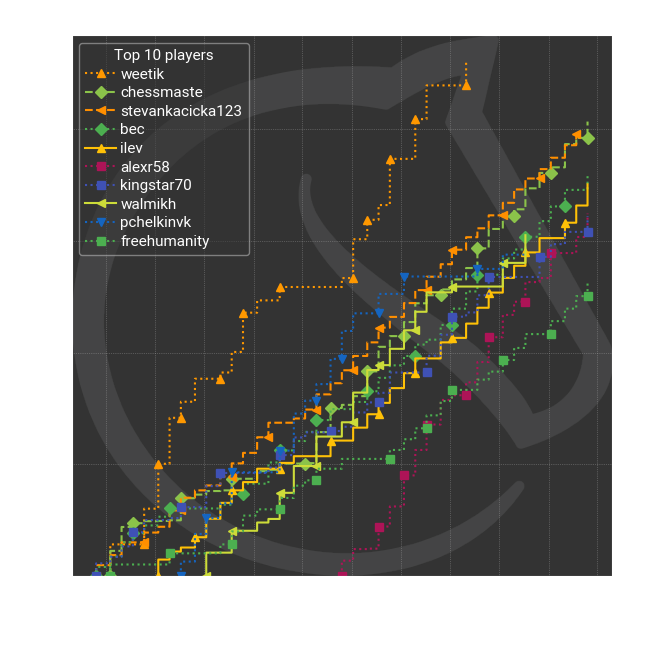 Top 10 players
weetik
chessmaste
stevankacicka123
bec
ilev
alexr58
kingstar70
walmikh
pchelkinvk
freehumanity